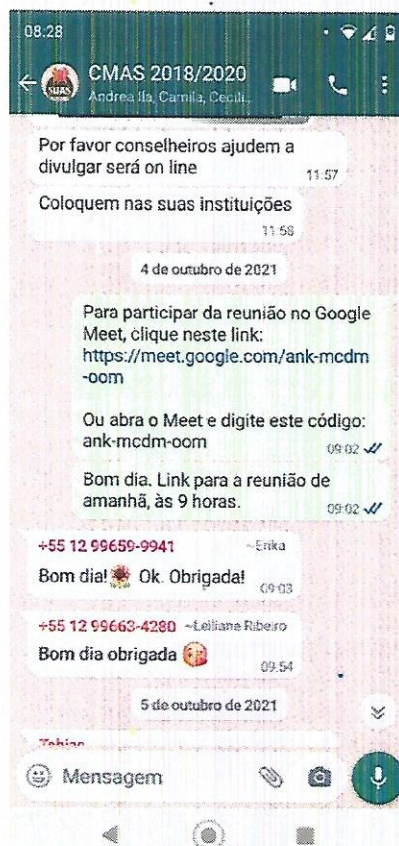 08:28
SUAS
CMAS 2018/2020
Andrea Ila, Camila, Cecili...
Por favor conselheiros ajudem a
divulgar será on line
11:57
Coloquem nas suas instituições
11:58
4 de outubro de 2021
Para participar da reunião no Google
Meet, clique neste link:
https://meet.google.com/ank-mcdm
-oom
Ou abra o Meet e digite este código:
ank-mcdm-oom
09:02
Bom dia. Link para a reunião de
amanhã, às 9 horas.
09:02
+55 12 99659-9941 ~Erika
Bom dia! Ok. Obrigada!
09:03
+55 12 99663-4280 ~Leiliane Ribeiro
Bom dia obrigada
09:54
5 de outubro de 2021
Tobias
Mensagem